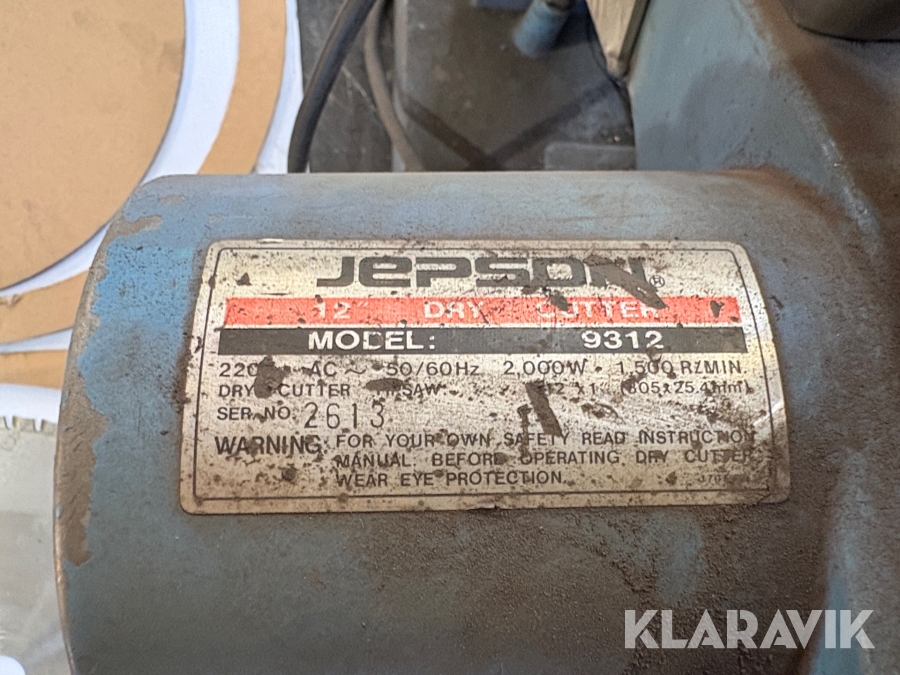 JEPSON®
12" DRY CUTTER
MODEL: 9312
220 AC ~ 50/60Hz 2,000W 1,500 R/MIN.
DRY CUTTER SAW 12" x 1" (305x25.4mm)
SER. NO. 2613
WARNING: FOR YOUR OWN SAFETY READ INSTRUCTION
MANUAL BEFORE OPERATING DRY CUTTER
WEAR EYE PROTECTION.
KLARAVIK